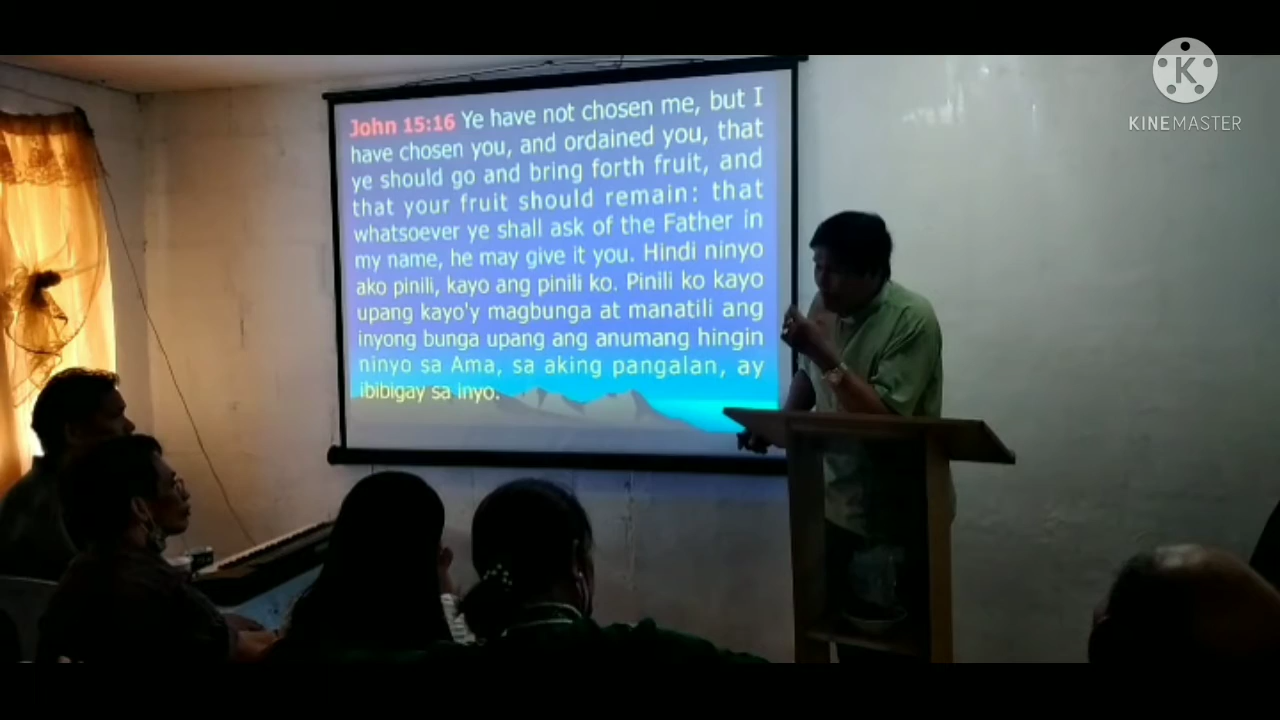 John 15:16 Ye have not chosen me, but I
have chosen you, and ordained you, that
ye should go and bring forth fruit, and
that your fruit should remain: that
whatsoever ye shall ask of the Father in
my name, he may give it you. Hindi ninyo
ako pinili, kayo ang pinili ko. Pinili ko kayo
upang kayo'y magbunga at manatili ang
inyong bunga upang ang anumang hingin
ninyo sa Ama, sa aking pangalan, ay
ibibigay sa inyo.
K
KINEMASTER